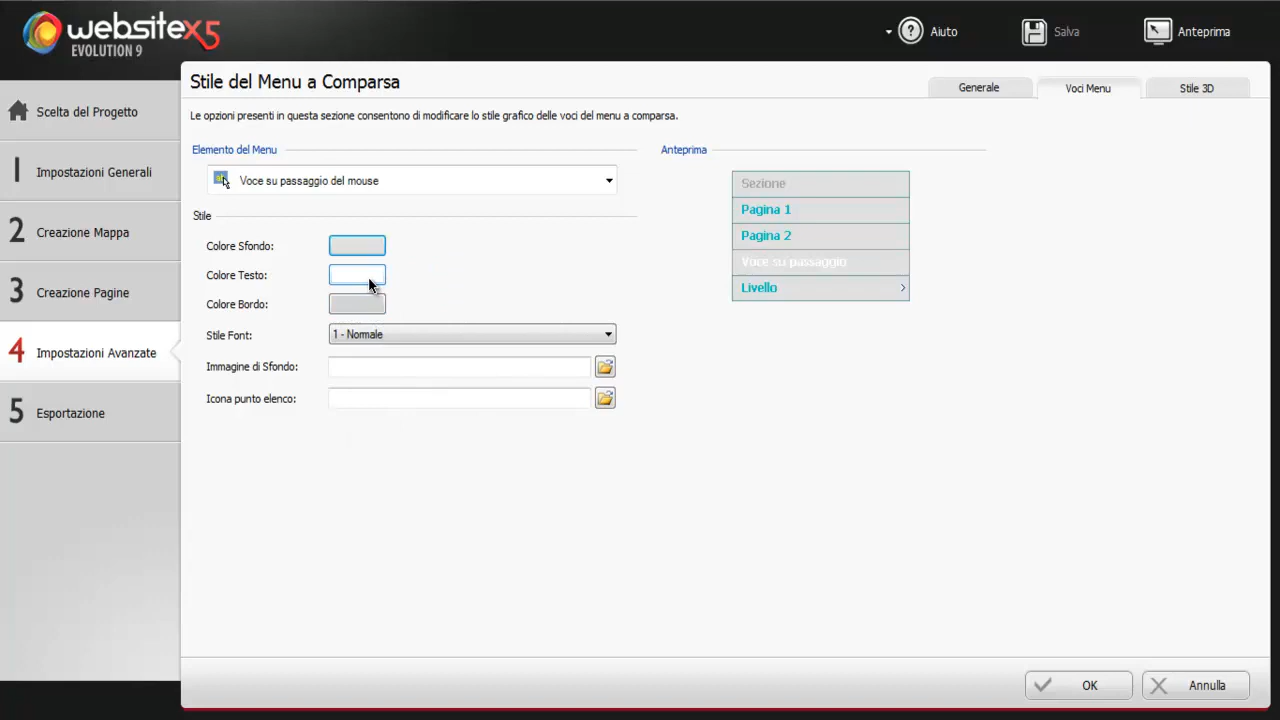 websitex5
EVOLUTION 9
Aiuto
Salva
Anteprima
Scelta del Progetto
1 Impostazioni Generali
2 Creazione Mappa
3 Creazione Pagine
4 Impostazioni Avanzate
5 Esportazione
Stile del Menu a Comparsa
Generale
Voci Menu
Stile 3D
Le opzioni presenti in questa sezione consentono di modificare lo stile grafico delle voci del menu a comparsa.
Elemento del Menu
Voce su passaggio del mouse
Stile
Colore Sfondo:
Colore Testo:
Colore Bordo:
Stile Font:
1 - Normale
Immagine di Sfondo:
Icona punto elenco:
Anteprima
Sezione
Pagina 1
Pagina 2
Voce su passaggio
Livello
OK
Annulla